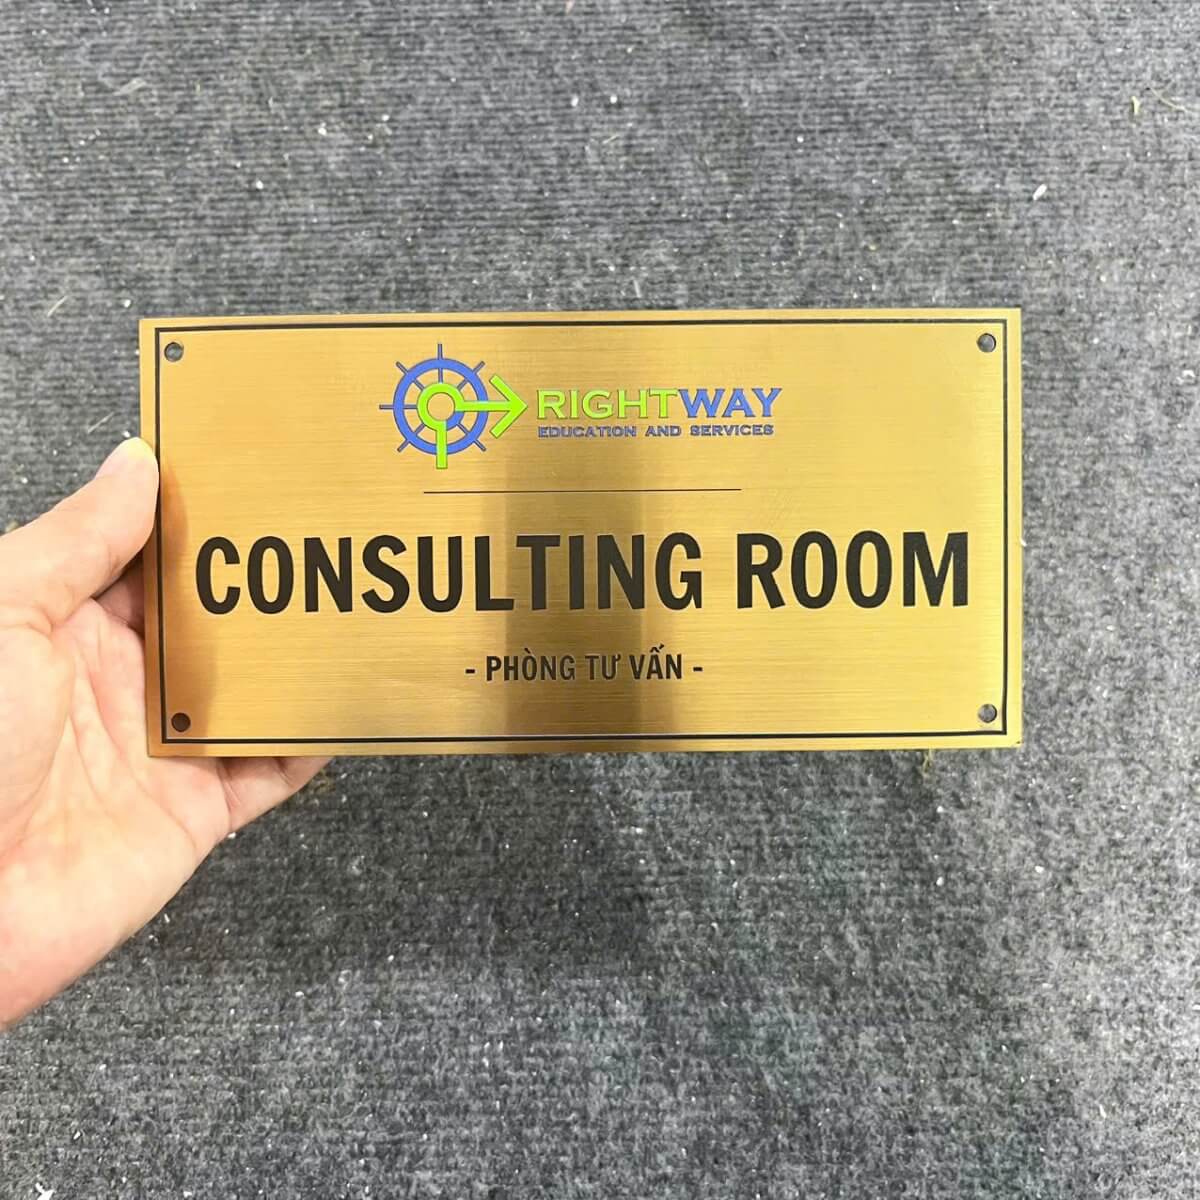 RIGHTWAY
EDUCATION AND SERVICES
CONSULTING ROOM
- PHÒNG TƯ VẤN -